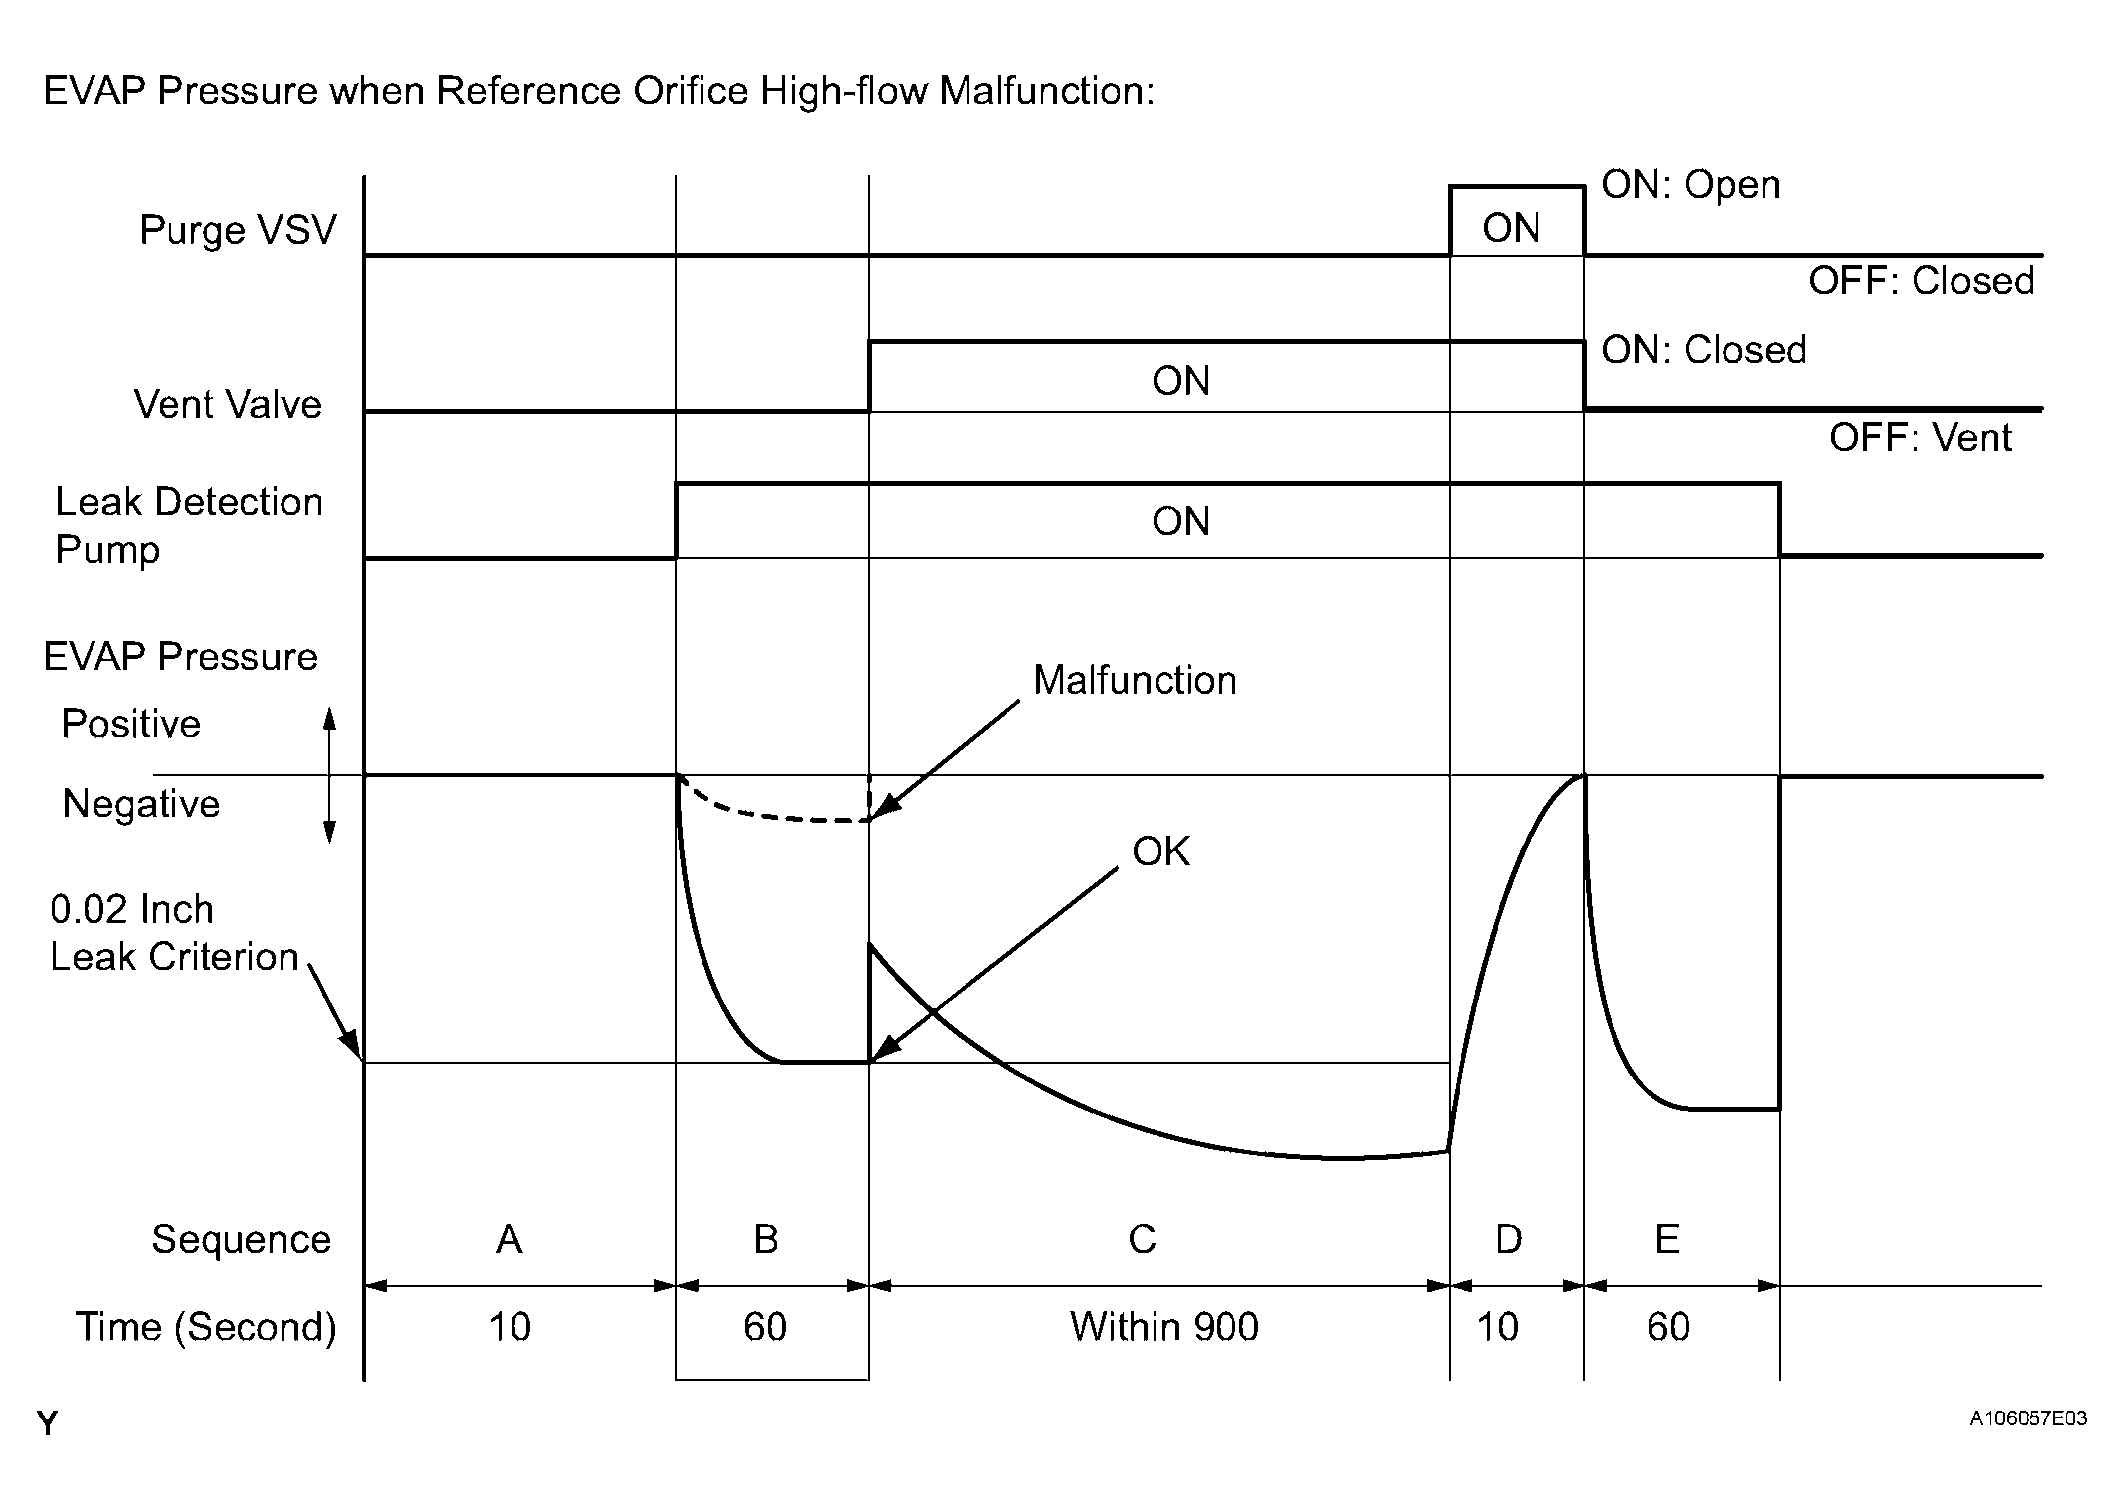 EVAP Pressure when Reference Orifice High-flow Malfunction:
Purge VSV
ON
ON: Open
OFF: Closed
Vent Valve
ON
ON: Closed
OFF: Vent
Leak Detection
Pump
ON
EVAP Pressure
Positive
Negative
Malfunction
OK
0.02 Inch
Leak Criterion
Sequence A B C D E
Time (Second) 10 60 Within 900 10 60
Y
A106057E03